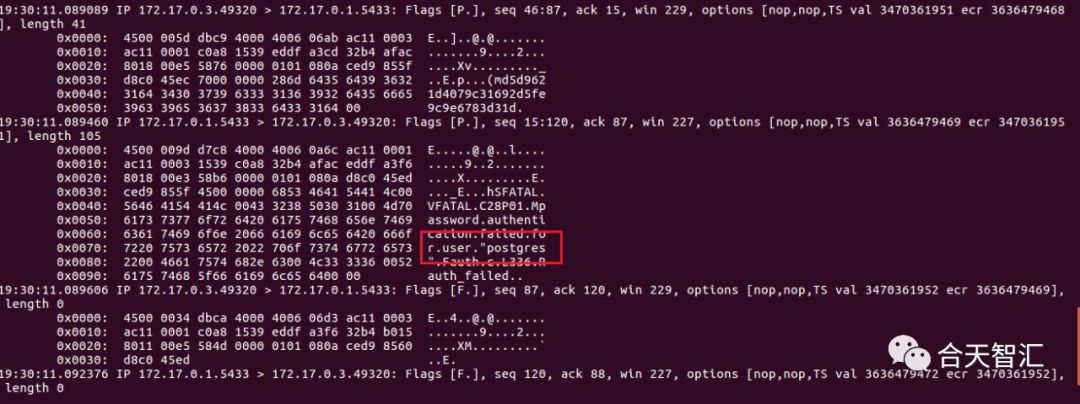 19:30:11.089089 IP 172.17.0.3.49320 > 172.17.0.1.5433: Flags [P.], seq 46:87, ack 15, win 229, options [nop,nop,TS val 3470361951 ecr 3636479468
], length 41
0x0000: 4500 005d dbc9 4000 4006 06ab ac11 0003 E..]..@.@.......
0x0010: ac11 0001 c0a8 1539 eddf a3cd 32b4 afac .......9....2...
0x0020: 8018 00e5 5876 0000 0101 080a ced9 855f ....Xv........._
0x0030: d8c0 45ec 7000 0000 286d 6435 6439 3632 ..E.p...(md5d962
0x0040: 3164 3430 3739 6333 3136 3932 6435 6665 1d4079c31692d5fe
0x0050: 3963 3965 3637 3833 6433 3164 00 9c9e6783d31d.
19:30:11.089460 IP 172.17.0.1.5433 > 172.17.0.3.49320: Flags [P.], seq 15:120, ack 87, win 227, options [nop,nop,TS val 3636479469 ecr 347036195
1], length 105
0x0000: 4500 009d d7c8 4000 4006 0a6c ac11 0001 E.....@.@..l....
0x0010: ac11 0003 1539 c0a8 32b4 afac eddf a3f6 .....9..2.......
0x0020: 8018 00e3 58b6 0000 0101 080a d8c0 45ed ....X.........E.
0x0030: ced9 855f 4500 0000 6853 4641 5441 4c00 ..._E...hSFATAL.
0x0040: 5646 4154 414c 0043 3238 5030 3100 4d70 VFATAL.C28P01.Mp
0x0050: 6173 7377 6f72 6420 6175 7468 656e 7469 assword.authenti
0x0060: 6361 7469 6f6e 2066 6169 6c65 6420 666f cation.failed.fo
0x0070: 7220 7573 6572 2022 706f 7374 6772 6573 r.user."postgres
0x0080: 2200 4661 7574 682e 6300 4c33 3336 0052 ".Fauth.c.L336.R
0x0090: 6175 7468 5f66 6169 6c65 6400 00 auth_failed..
19:30:11.089606 IP 172.17.0.3.49320 > 172.17.0.1.5433: Flags [F.], seq 87, ack 120, win 229, options [nop,nop,TS val 3470361952 ecr 3636479469],
length 0
0x0000: 4500 0034 dbca 4000 4006 06d3 ac11 0003 E..4..@.@.......
0x0010: ac11 0001 c0a8 1539 eddf a3f6 32b4 b015 .......9....2...
0x0020: 8011 00e5 584d 0000 0101 080a ced9 8560 ....XM.........`
0x0030: d8c0 45ed ..E.
19:30:11.092376 IP 172.17.0.1.5433 > 172.17.0.3.49320: Flags [F.], seq 120, ack 88, win 227, options [nop,nop,TS val 3636479472 ecr 3470361952],
length 0
合天智汇